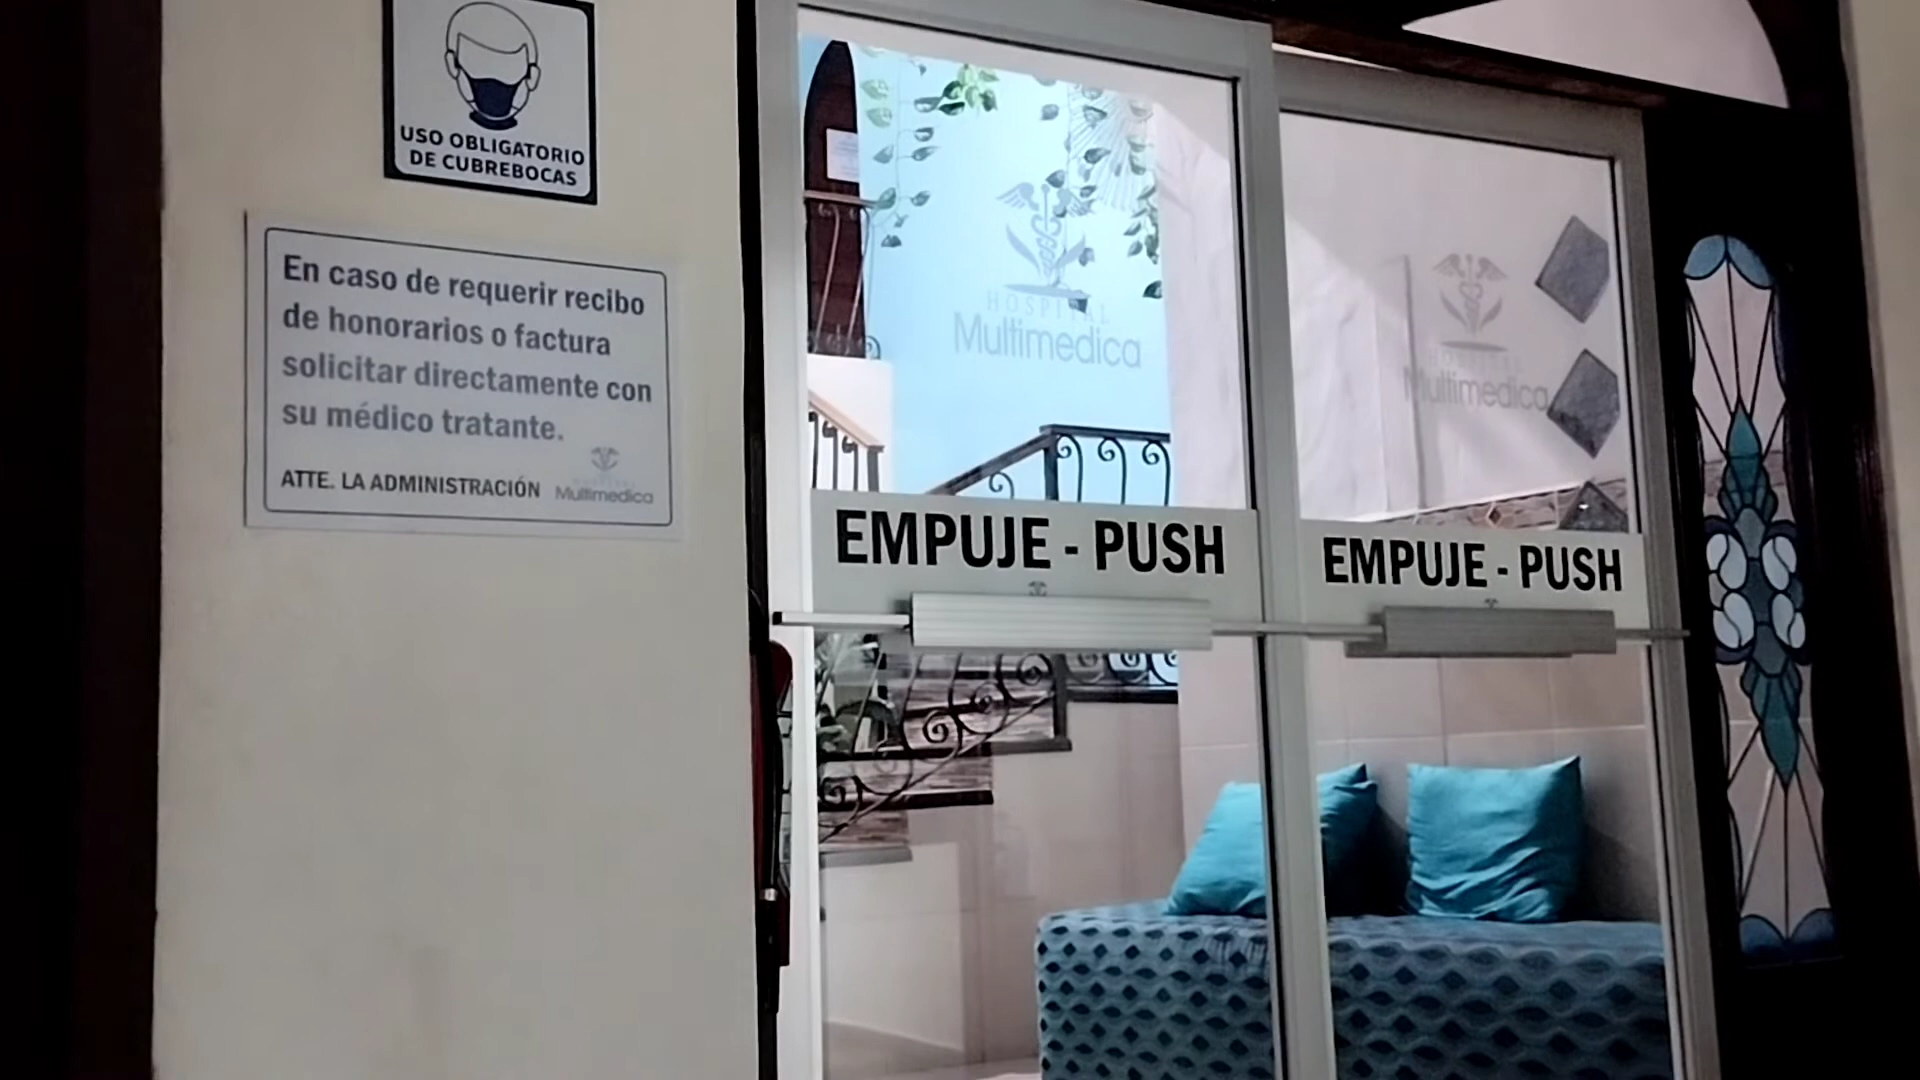 USO OBLIGATORIO
DE CUBREBOCAS
En caso de requerir recibo
de honorarios o factura
solicitar directamente con
su médico tratante.
ATTE. LA ADMINISTRACIÓN
Multimedica
HOSPITAL
Multimedica
HOSPITAL
Multimedica
EMPUJE - PUSH
EMPUJE - PUSH